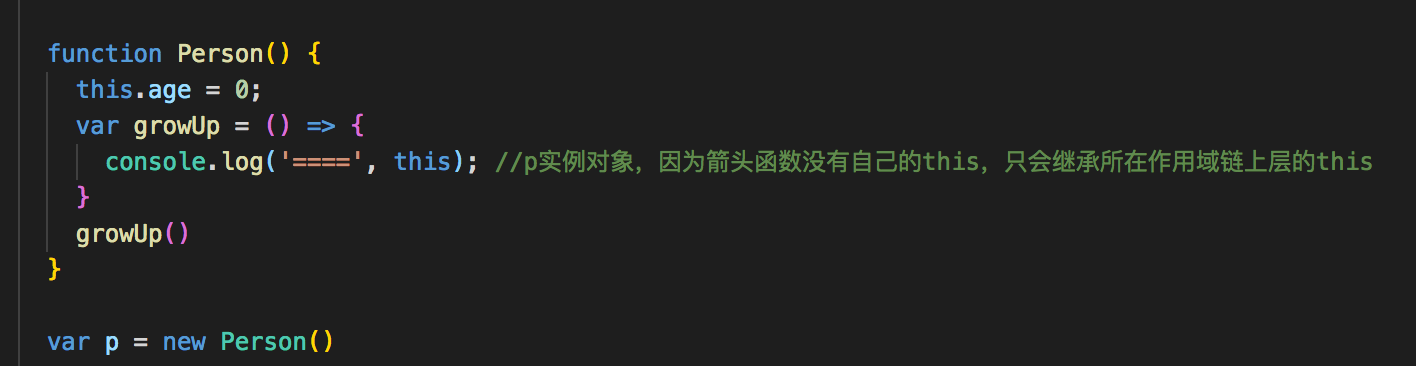 function Person() {
  this.age = 0;
  var growUp = () => {
    console.log('====', this); //p实例对象，因为箭头函数没有自己的this，只会继承所在作用域链上层的this
  }
  growUp()
}
var p = new Person()